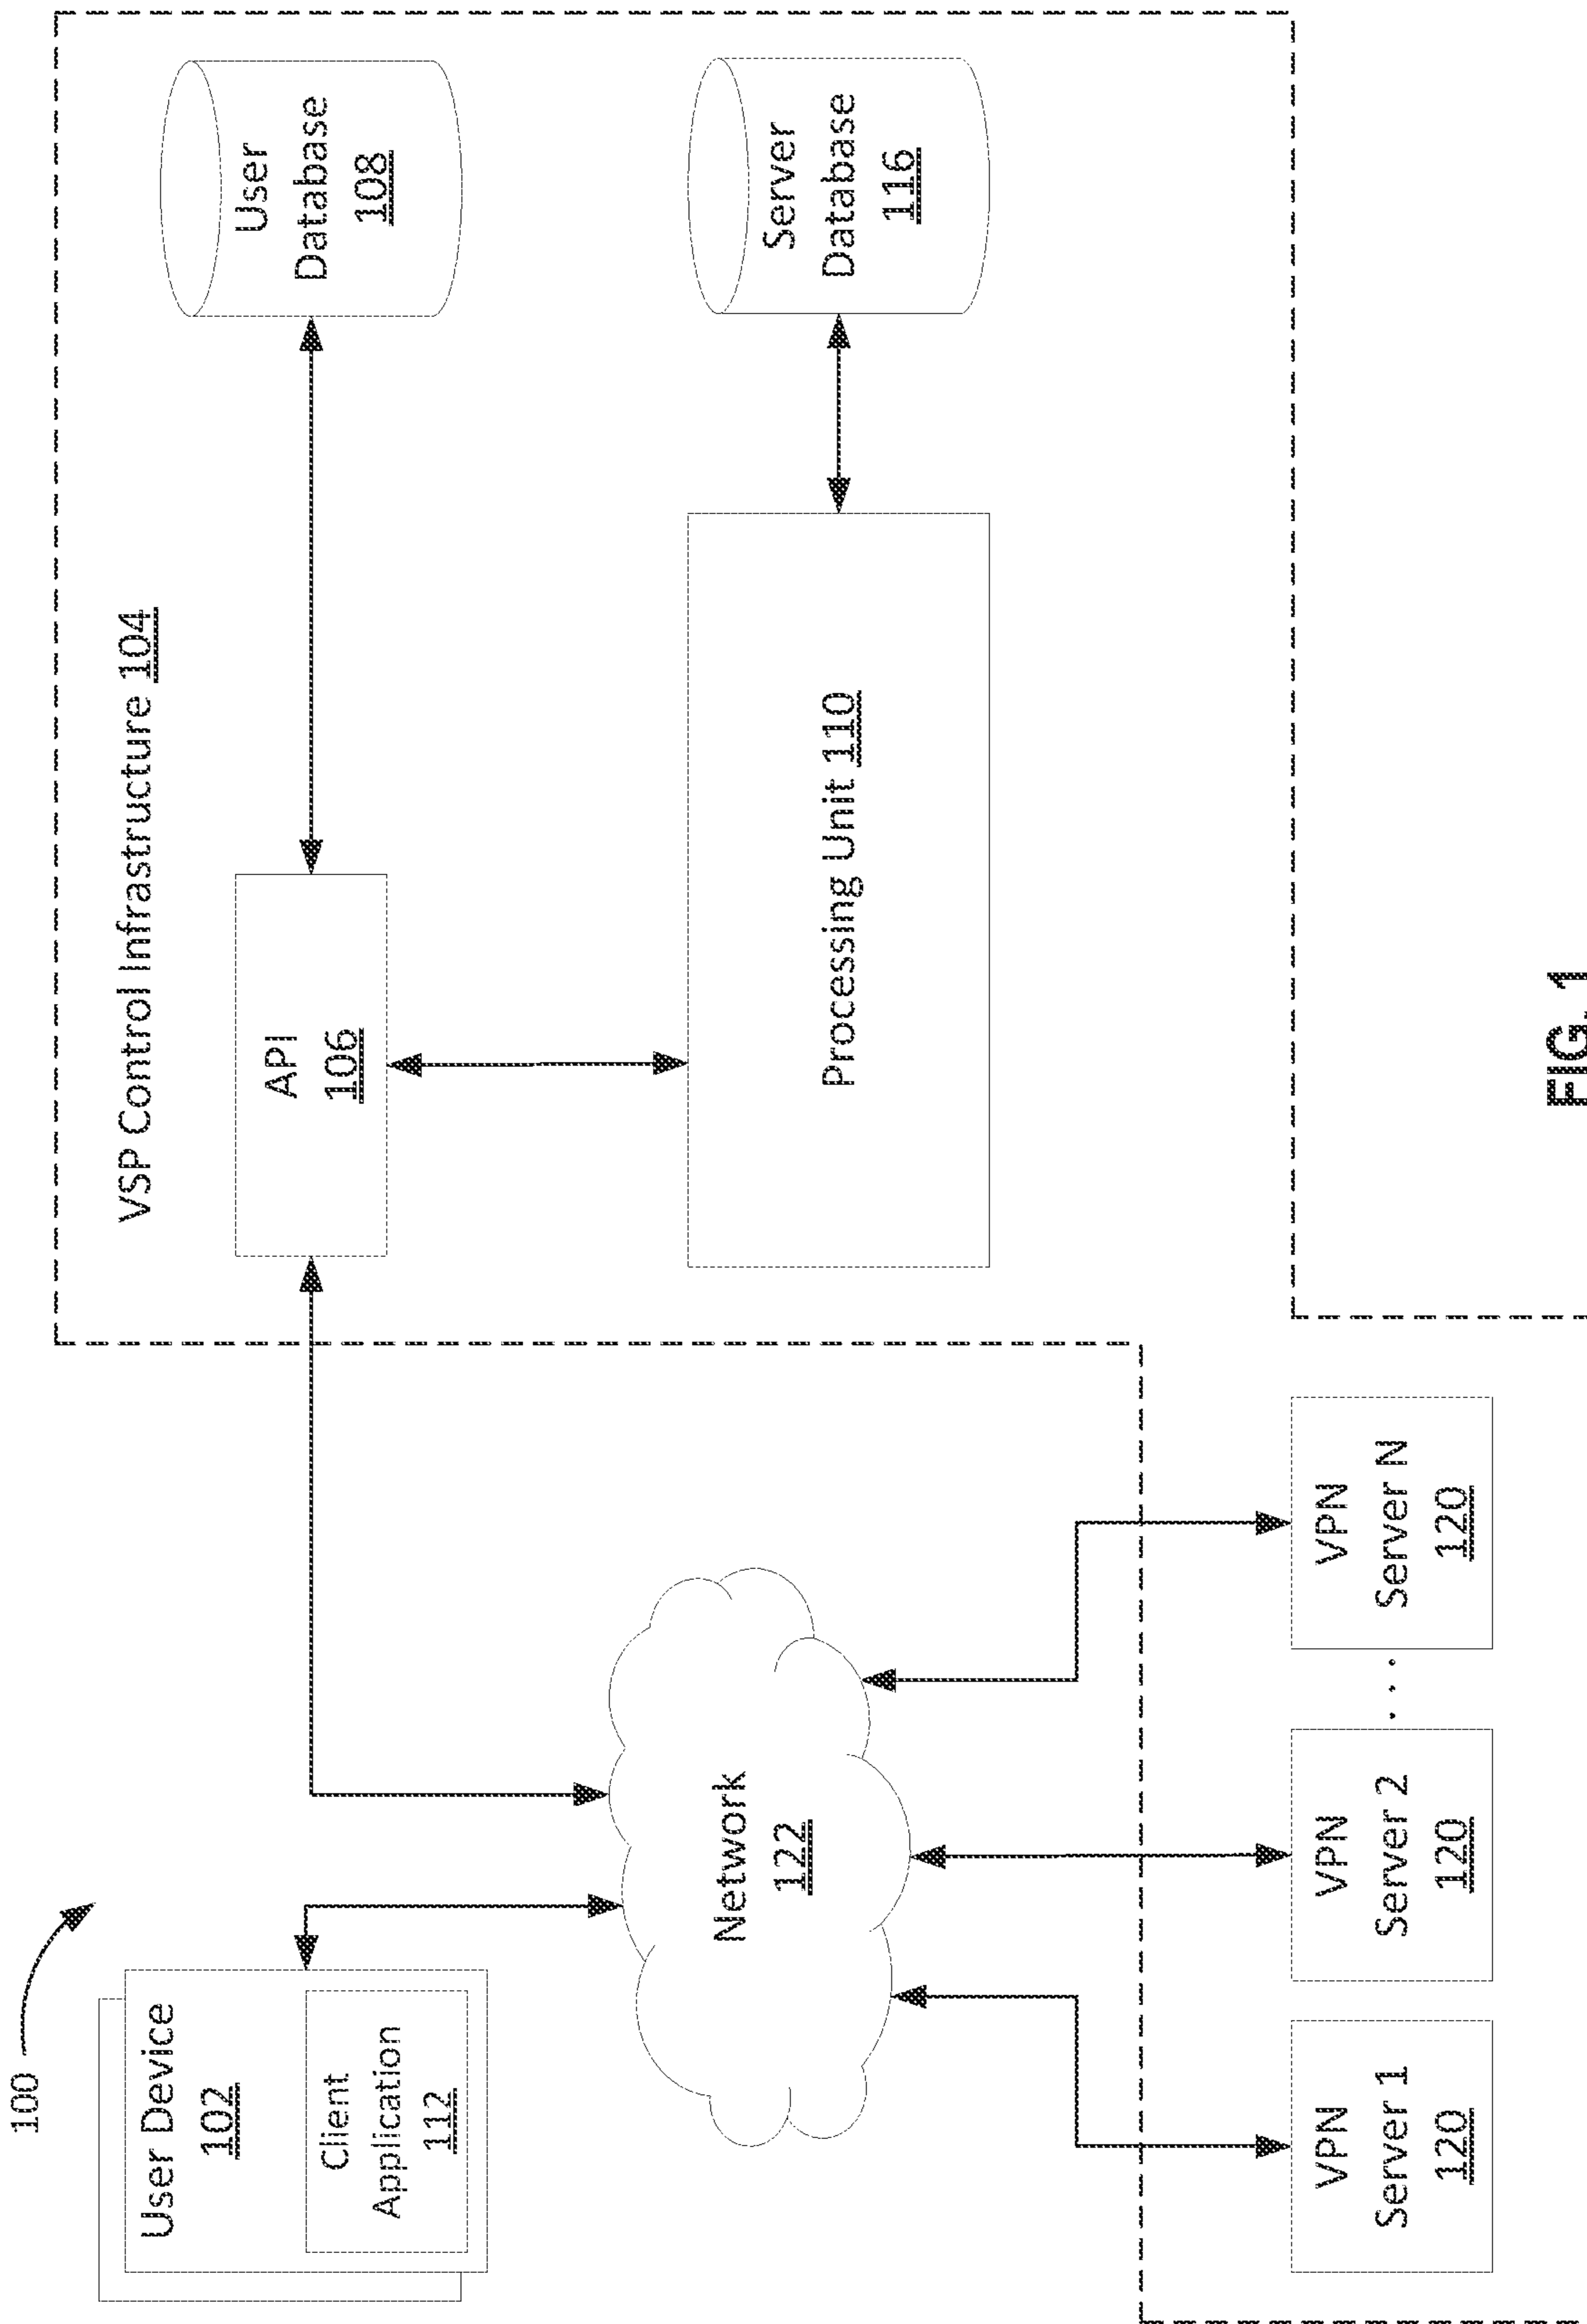 100
User Device
102
Client
Application
112
VSP Control Infrastructure 104
API
106
User
Database
108
Processing Unit 110
Server
Database
116
Network
122
VPN
Server 1
120
VPN
Server 2
120
. . .
VPN
Server N
120
FIG. 1